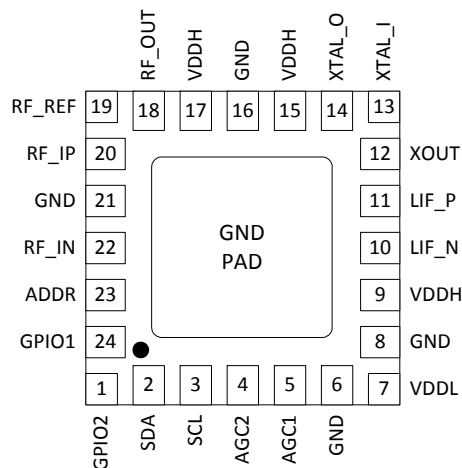 RF_OUT
VDDH
GND
VDDH
XTAL_O
XTAL_I
RF_REF
19
18
17
16
15
14
13
RF_IP
20
12
XOUT
GND
21
11
LIF_P
RF_IN
22
10
LIF_N
ADDR
23
9
VDDH
GPIO1
24
8
GND
GND
PAD
1
2
3
4
5
6
7
VDDL
GPIO2
SDA
SCL
AGC2
AGC1
GND